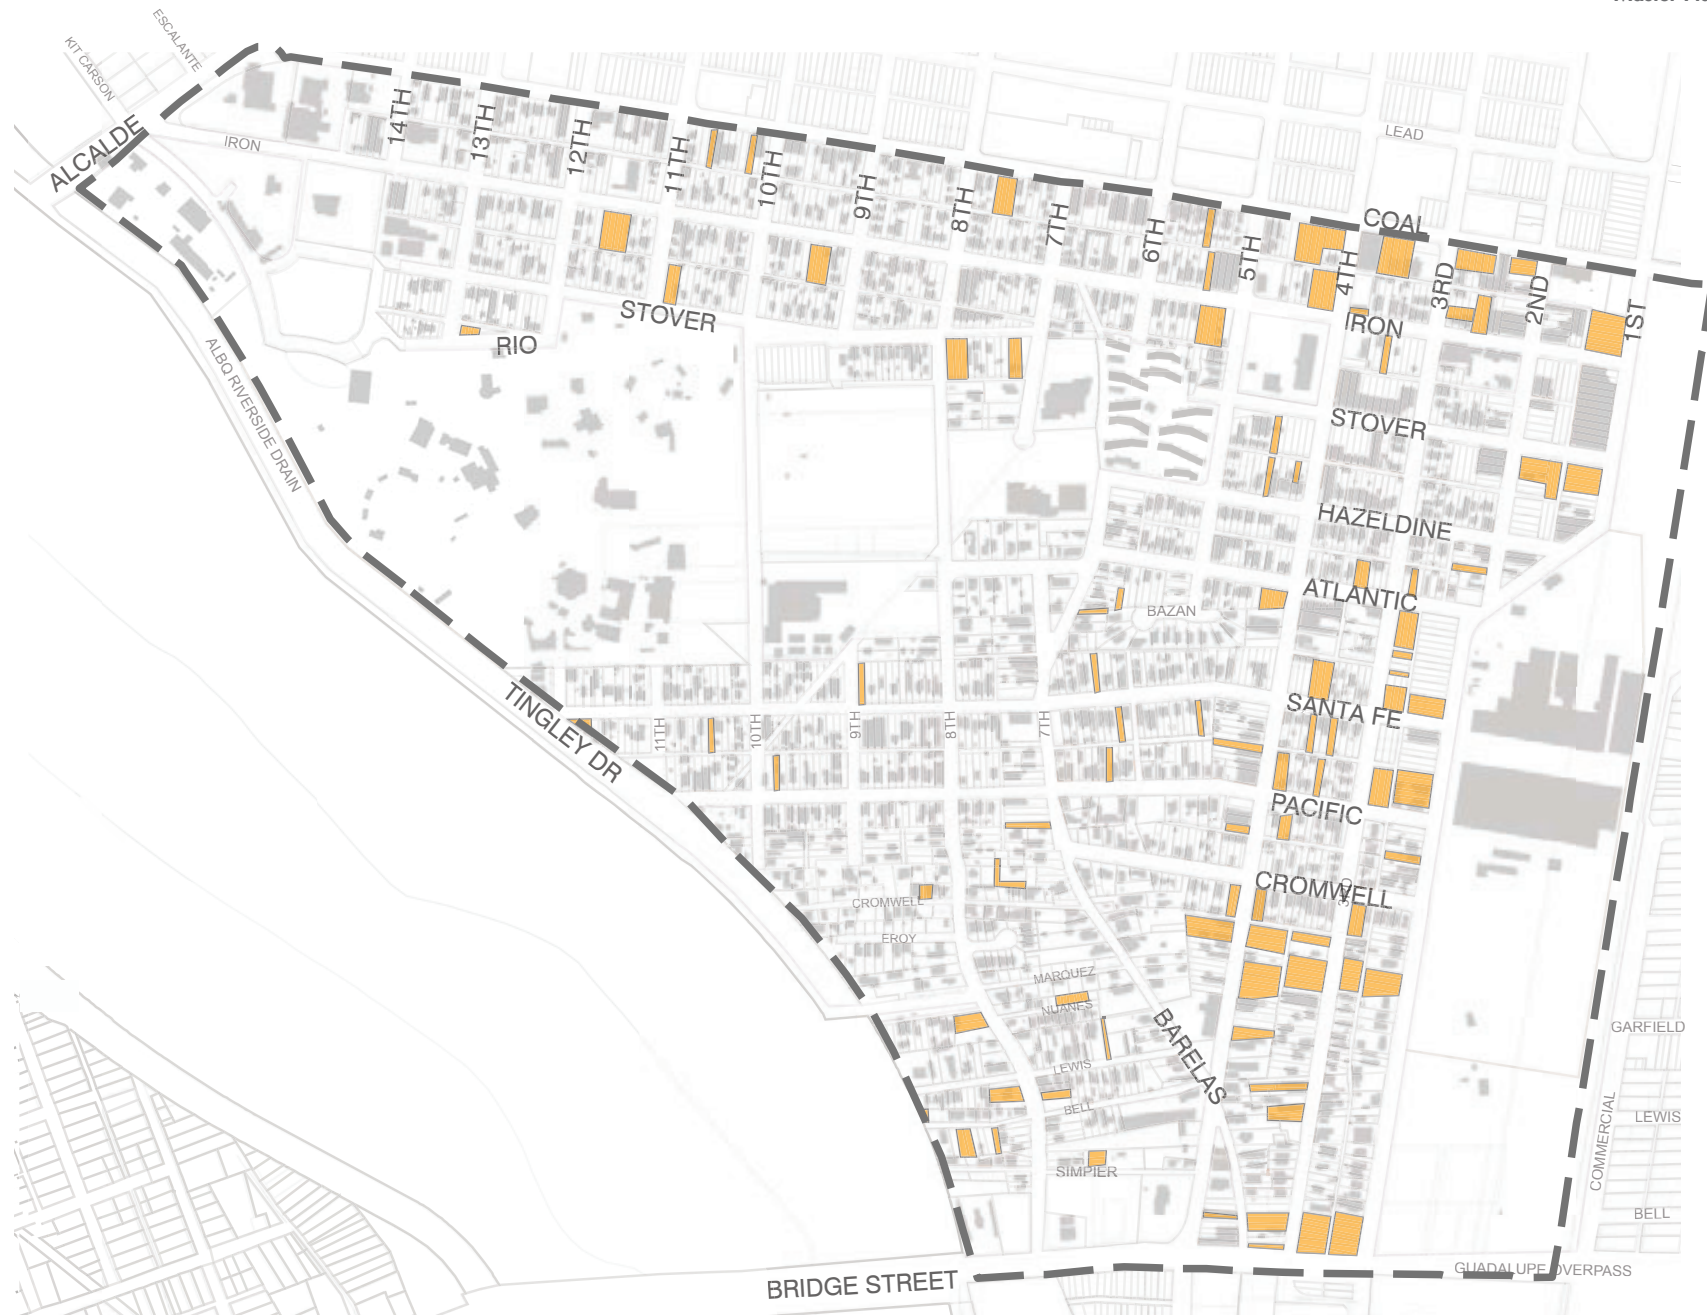 ESCALANTE
KIT CARSON
ALCALDE
IRON
14TH
13TH
12TH
11TH
10TH
9TH
8TH
7TH
6TH
5TH
4TH
3RD
2ND
1ST
LEAD
COAL
IRON
STOVER
RIO
ALBQ RIVERSIDE DRAIN
STOVER
HAZELDINE
ATLANTIC
BAZAN
SANTA FE
TINGLEY DR
11TH
10TH
9TH
8TH
7TH
PACIFIC
CROMWELL
CROMWELL
EROY
MARQUEZ
NUANES
BARELAS
LEWIS
BELL
SIMPIER
GARFIELD
LEWIS
COMMERCIAL
BELL
GUADALUPE OVERPASS
BRIDGE STREET